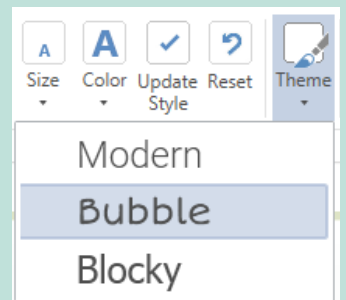 A A
Size Color Update Style Reset Theme
Modern
Bubble
Blocky